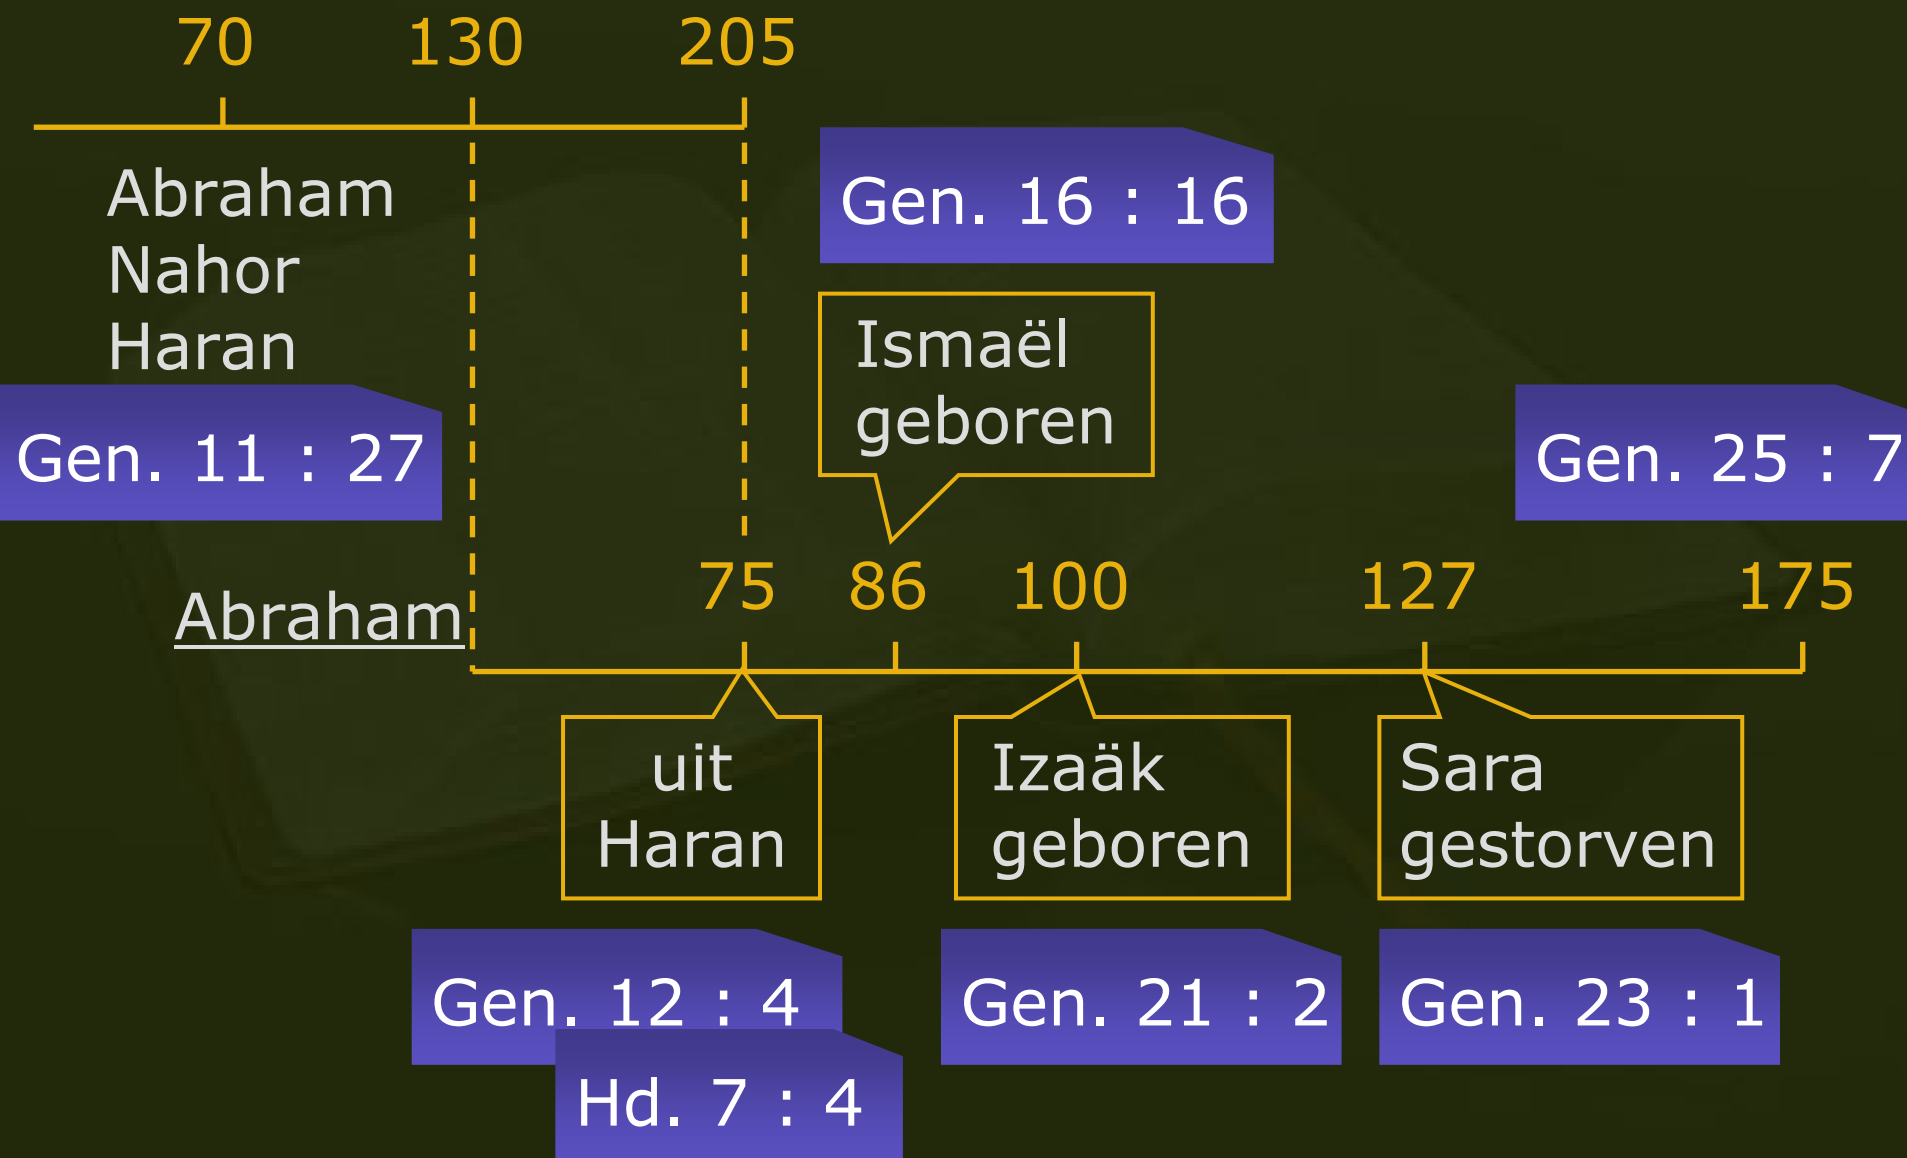 70 130 205
Abraham
Nahor
Haran
Gen. 11 : 27
Gen. 16 : 16
Ismaël
geboren
Gen. 25 : 7
Abraham
75 86 100 127 175
uit
Haran
Izaäk
geboren
Sara
gestorven
Gen. 12 : 4
Hd. 7 : 4
Gen. 21 : 2
Gen. 23 : 1